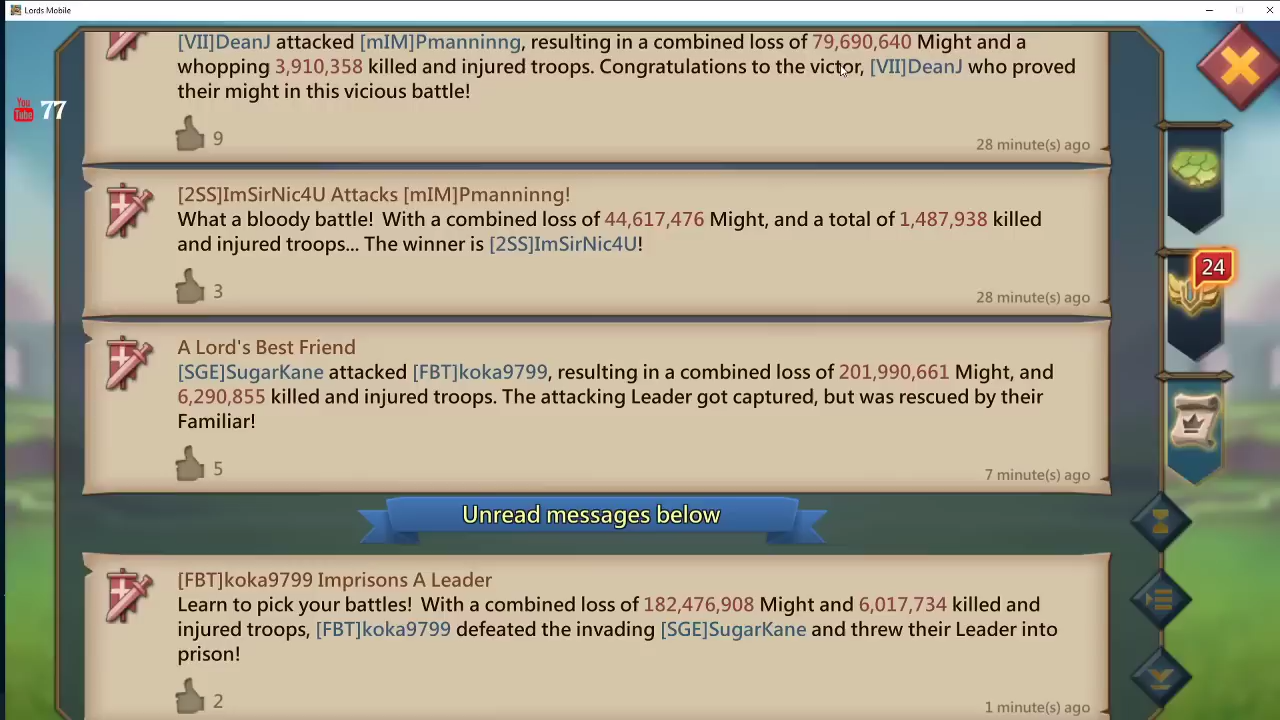 Lords Mobile
[VII]DeanJ attacked [mIM]Pmanninng, resulting in a combined loss of 79,690,640 Might and a
whopping 3,910,358 killed and injured troops. Congratulations to the victor, [VII]DeanJ who proved
their might in this vicious battle!
You
Tube 77
9
28 minute(s) ago
[2SS]ImSirNic4U Attacks [mIM]Pmanninng!
What a bloody battle! With a combined loss of 44,617,476 Might, and a total of 1,487,938 killed
and injured troops... The winner is [2SS]ImSirNic4U!
3
28 minute(s) ago
24
A Lord's Best Friend
[SGE]SugarKane attacked [FBT]koka9799, resulting in a combined loss of 201,990,661 Might, and
6,290,855 killed and injured troops. The attacking Leader got captured, but was rescued by their
Familiar!
5
7 minute(s) ago
Unread messages below
[FBT]koka9799 Imprisons A Leader
Learn to pick your battles! With a combined loss of 182,476,908 Might and 6,017,734 killed and
injured troops, [FBT]koka9799 defeated the invading [SGE]SugarKane and threw their Leader into
prison!
2
1 minute(s) ago